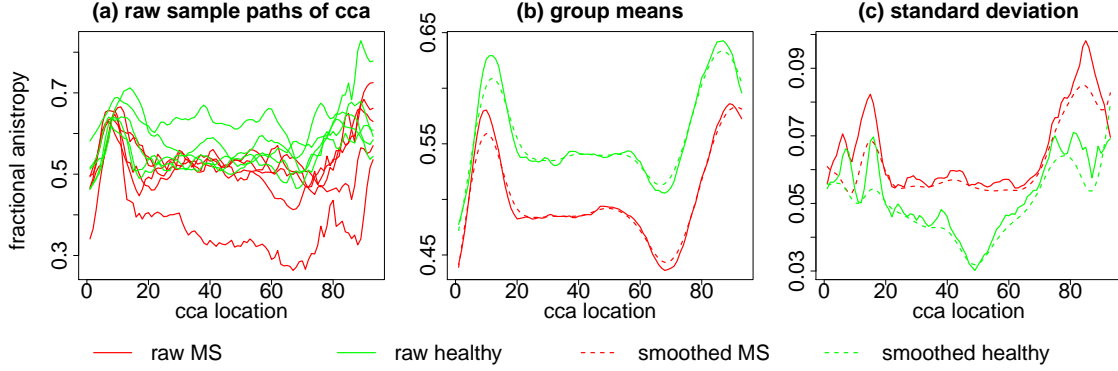 (a) raw sample paths of cca
(b) group means
(c) standard deviation
fractional anistropy
0.3 0.5 0.7
0 20 40 60 80
cca location
0.45 0.55 0.65
0 20 40 60 80
cca location
0.03 0.05 0.07 0.09
0 20 40 60 80
cca location
raw MS
raw healthy
smoothed MS
smoothed healthy